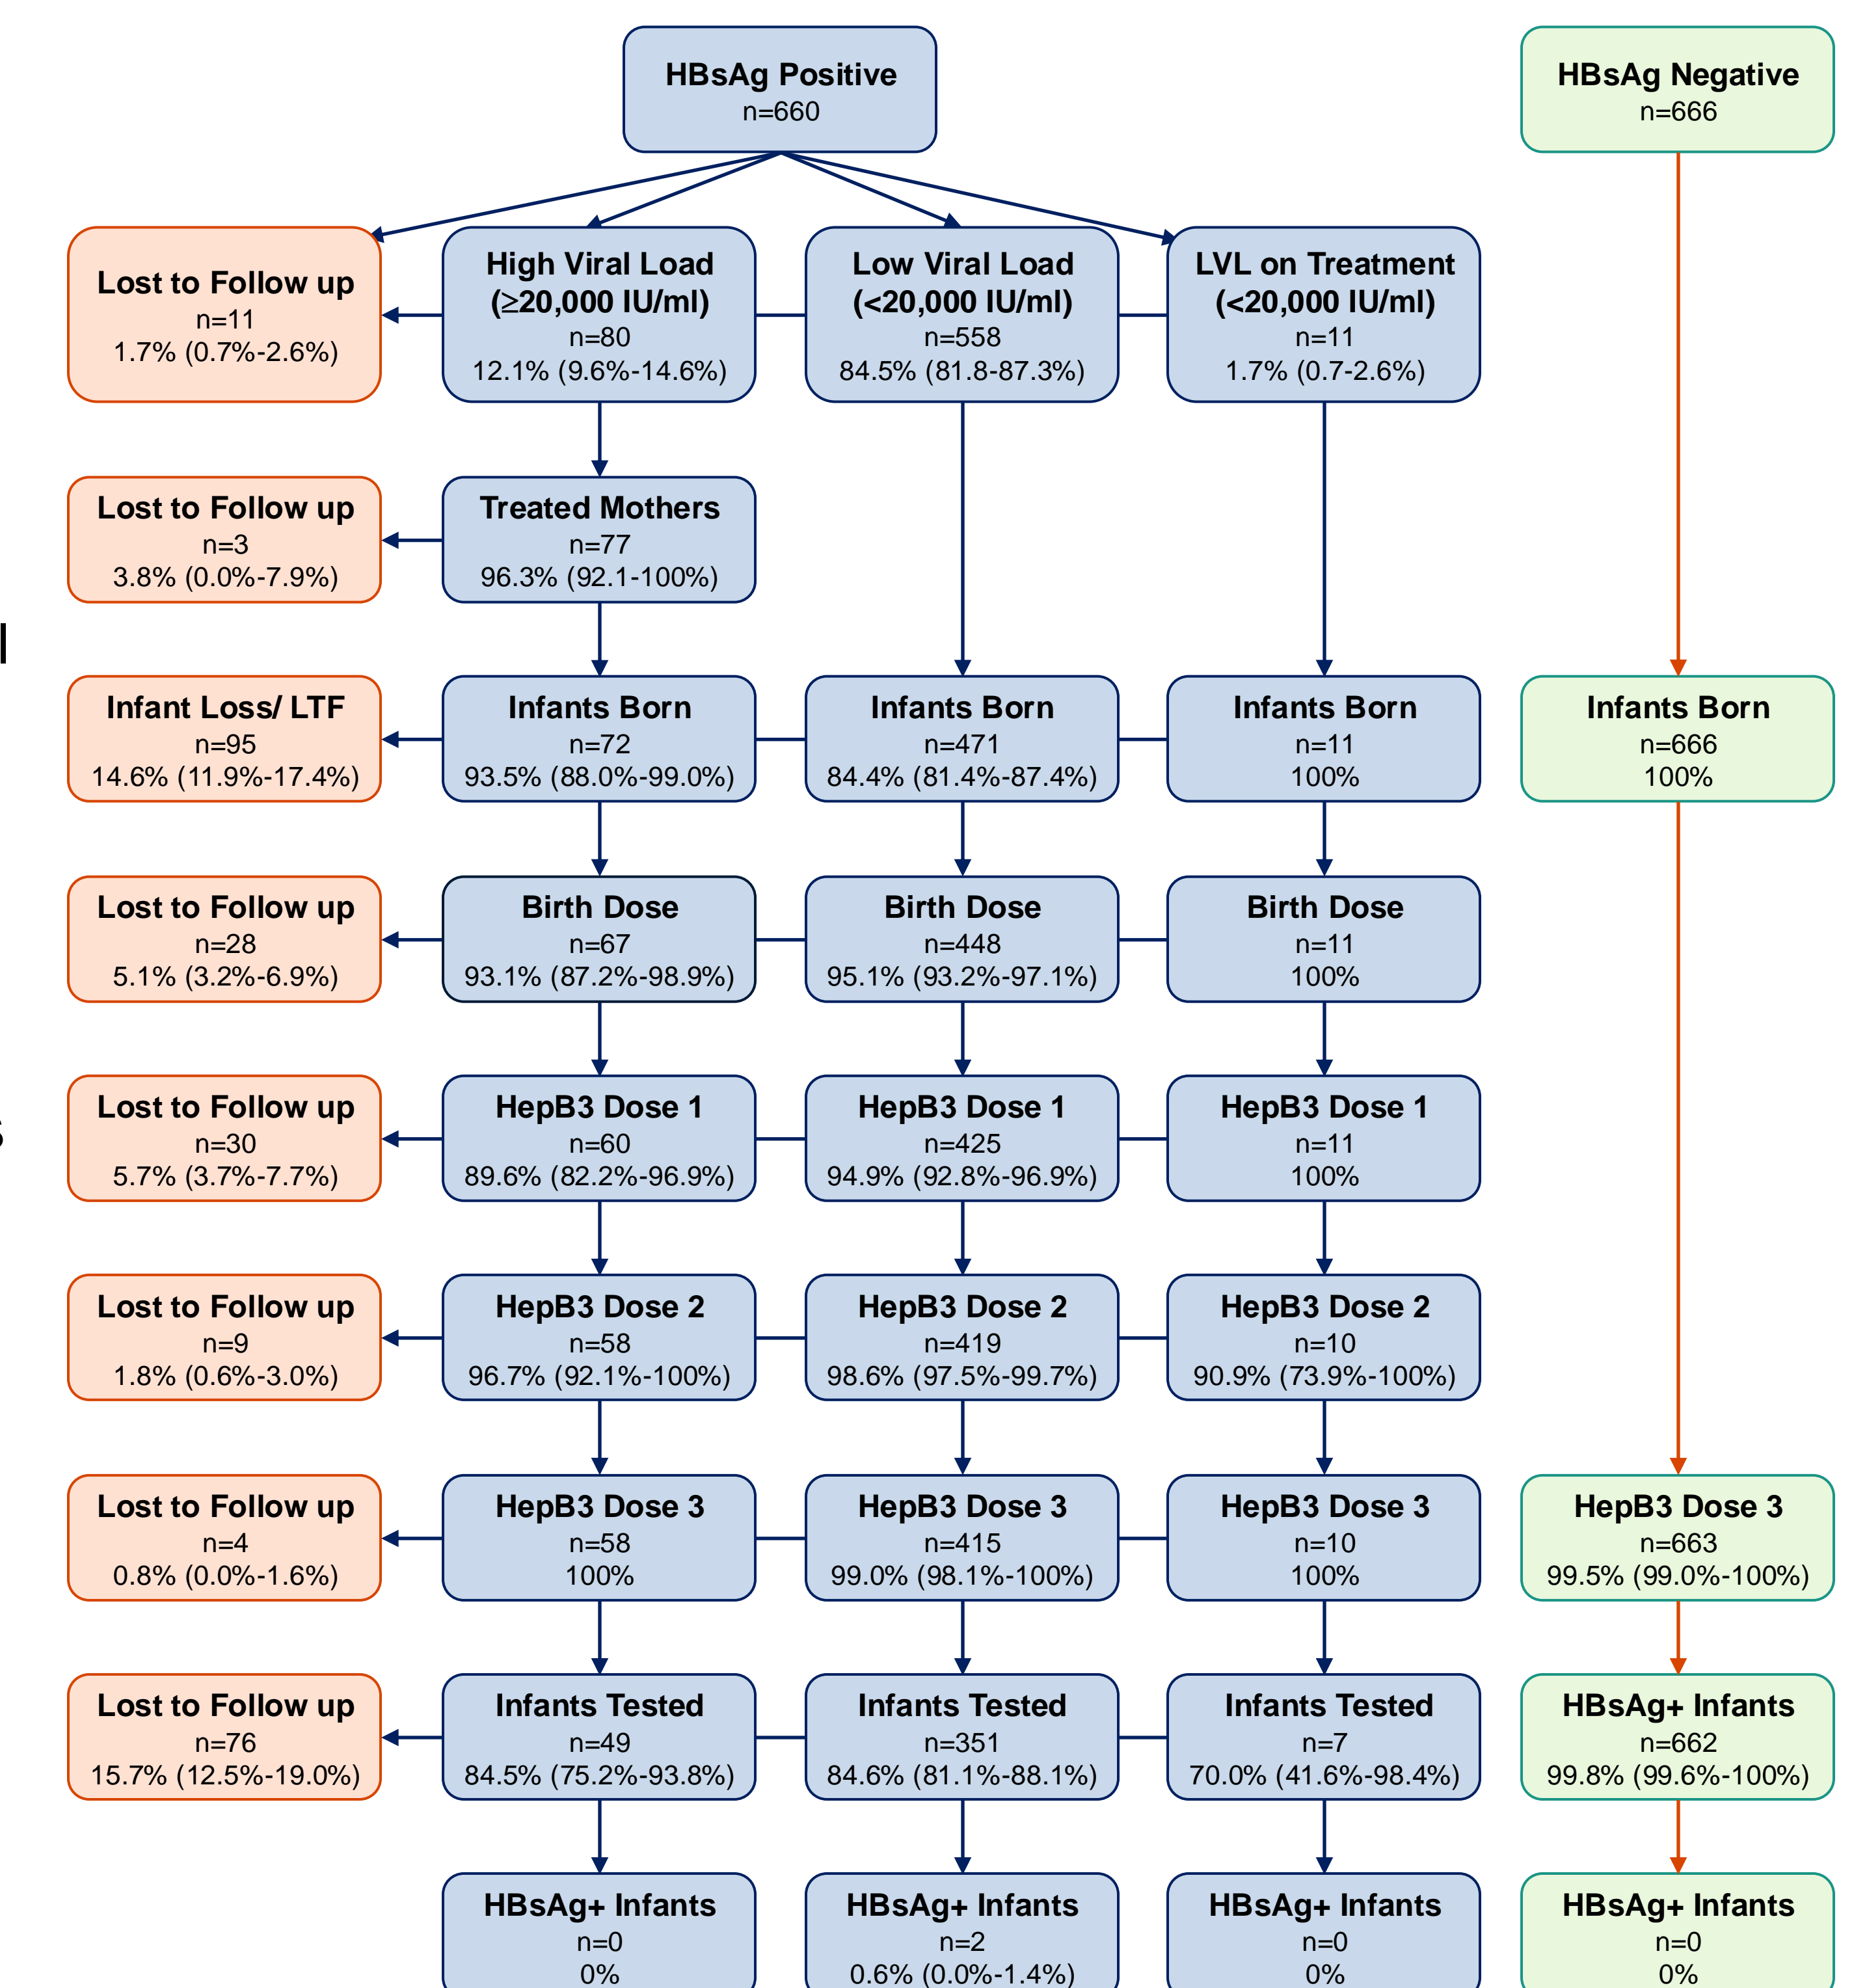 HBsAg Positive
n=660
HBsAg Negative
n=666
Lost to Follow up
n=11
1.7% (0.7%-2.6%)
High Viral Load
(≥20,000 IU/ml)
n=80
12.1% (9.6%-14.6%)
Low Viral Load
(<20,000 IU/ml)
n=558
84.5% (81.8-87.3%)
LVL on Treatment
(<20,000 IU/ml)
n=11
1.7% (0.7-2.6%)
Lost to Follow up
n=3
3.8% (0.0%-7.9%)
Treated Mothers
n=77
96.3% (92.1-100%)
Infant Loss/ LTF
n=95
14.6% (11.9%-17.4%)
Infants Born
n=72
93.5% (88.0%-99.0%)
Infants Born
n=471
84.4% (81.4%-87.4%)
Infants Born
n=11
100%
Infants Born
n=666
100%
Lost to Follow up
n=28
5.1% (3.2%-6.9%)
Birth Dose
n=67
93.1% (87.2%-98.9%)
Birth Dose
n=448
95.1% (93.2%-97.1%)
Birth Dose
n=11
100%
Lost to Follow up
n=30
5.7% (3.7%-7.7%)
HepB3 Dose 1
n=60
89.6% (82.2%-96.9%)
HepB3 Dose 1
n=425
94.9% (92.8%-96.9%)
HepB3 Dose 1
n=11
100%
Lost to Follow up
n=9
1.8% (0.6%-3.0%)
HepB3 Dose 2
n=58
96.7% (92.1%-100%)
HepB3 Dose 2
n=419
98.6% (97.5%-99.7%)
HepB3 Dose 2
n=10
90.9% (73.9%-100%)
Lost to Follow up
n=4
0.8% (0.0%-1.6%)
HepB3 Dose 3
n=58
100%
HepB3 Dose 3
n=415
99.0% (98.1%-100%)
HepB3 Dose 3
n=10
100%
HepB3 Dose 3
n=663
99.5% (99.0%-100%)
Lost to Follow up
n=76
15.7% (12.5%-19.0%)
Infants Tested
n=49
84.5% (75.2%-93.8%)
Infants Tested
n=351
84.6% (81.1%-88.1%)
Infants Tested
n=7
70.0% (41.6%-98.4%)
HBsAg+ Infants
n=662
99.8% (99.6%-100%)
HBsAg+ Infants
n=0
0%
HBsAg+ Infants
n=2
0.6% (0.0%-1.4%)
HBsAg+ Infants
n=0
0%
HBsAg+ Infants
n=0
0%